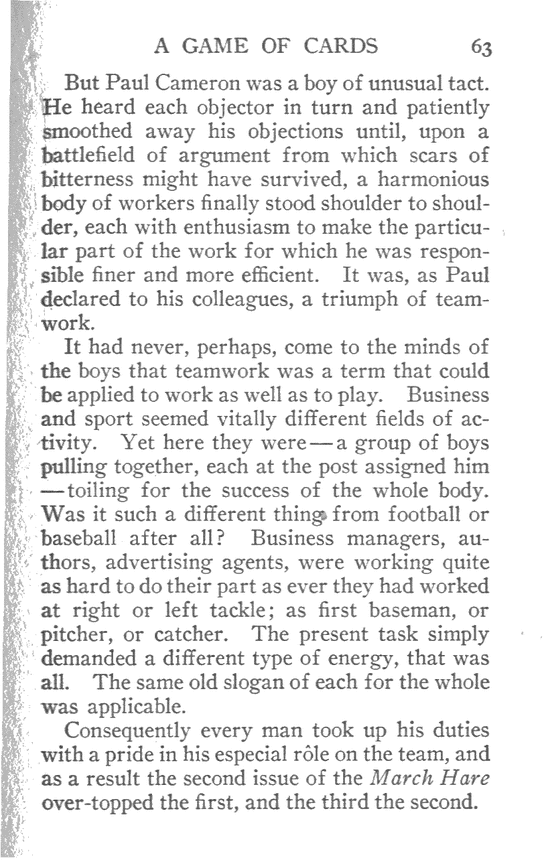 A GAME OF CARDS 63
But Paul Cameron was a boy of unusual tact.
He heard each objector in turn and patiently
smoothed away his objections until, upon a
battlefield of argument from which scars of
bitterness might have survived, a harmonious
body of workers finally stood shoulder to shoul-
der, each with enthusiasm to make the particu-
lar part of the work for which he was respon-
sible finer and more efficient. It was, as Paul
declared to his colleagues, a triumph of team-
work.
It had never, perhaps, come to the minds of
the boys that teamwork was a term that could
be applied to work as well as to play. Business
and sport seemed vitally different fields of ac-
tivity. Yet here they were—a group of boys
pulling together, each at the post assigned him
—toiling for the success of the whole body.
Was it such a different thing from football or
baseball after all? Business managers, au-
thors, advertising agents, were working quite
as hard to do their part as ever they had worked
at right or left tackle; as first baseman, or
pitcher, or catcher. The present task simply
demanded a different type of energy, that was
all. The same old slogan of each for the whole
was applicable.
Consequently every man took up his duties
with a pride in his especial rôle on the team, and
as a result the second issue of the March Hare
over-topped the first, and the third the second.